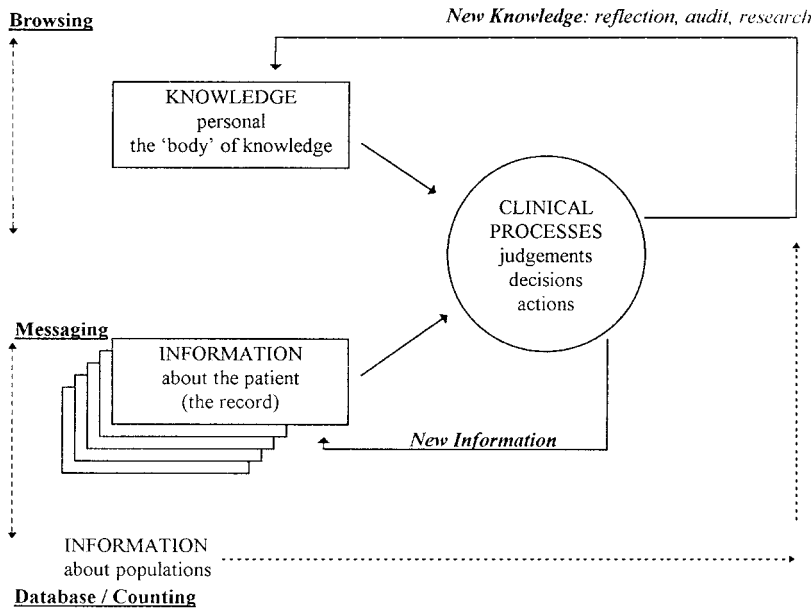 Browsing
New Knowledge: reflection, audit, research
KNOWLEDGE
personal
the ‘body’ of knowledge
CLINICAL
PROCESSES
judgements
decisions
actions
Messaging
INFORMATION
about the patient
(the record)
New Information
INFORMATION
about populations
Database / Counting